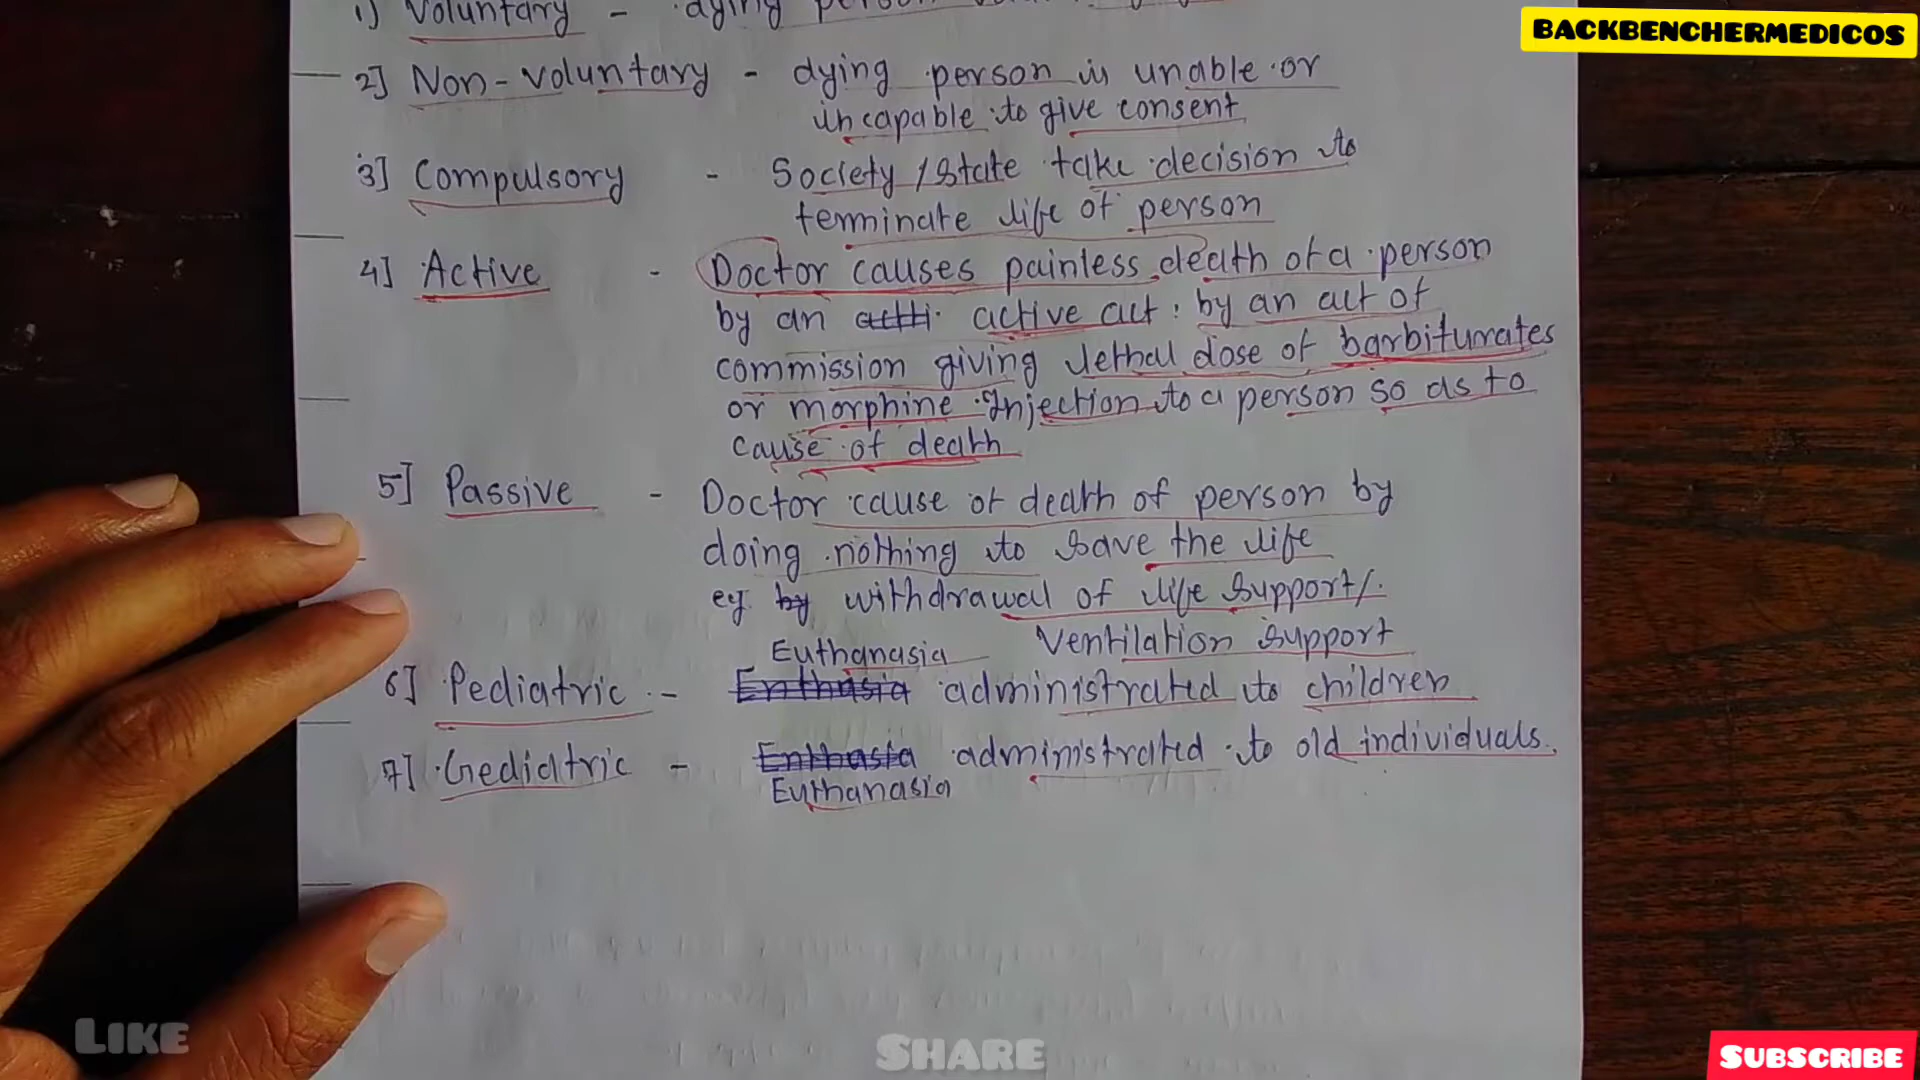 BACKBENCHERMEDICOS
1) Voluntary - dying person
2] Non-voluntary - dying person is unable or
incapable to give consent
3] Compulsory - Society / State take decision to
terminate life of person
4] Active - Doctor causes painless death of a person
by an acti active act. by an act of
commission giving lethal dose of barbiturates
or morphine Injection to a person so as to
cause of death
5] Passive - Doctor cause of death of person by
doing nothing to save the life
eg. by withdrawal of life support/.
Ventilation support
Euthanasia
6] Pediatric - Enthusia administrated to children
7] Gediatric - Enthasia administrated to old individuals.
Euthanasia
LIKE
SHARE
SUBSCRIBE